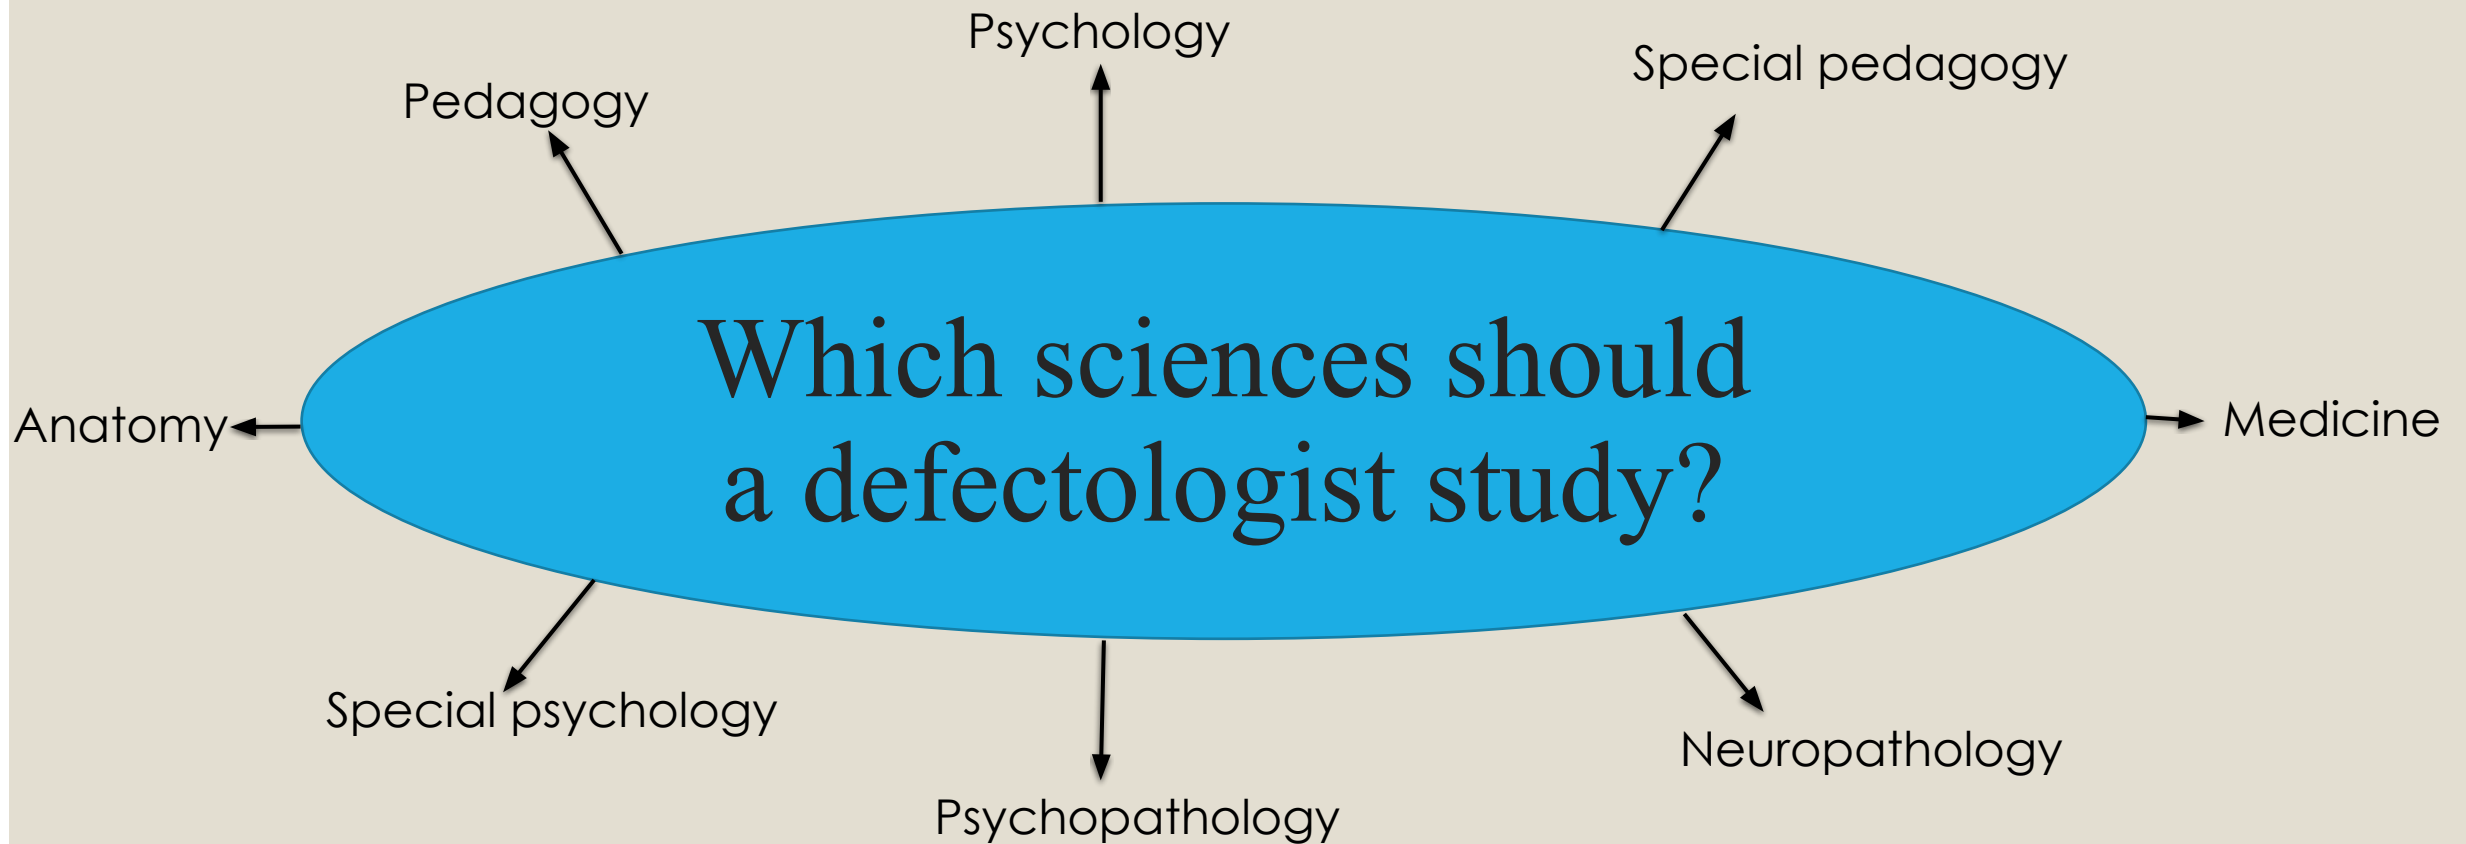 Psychology
Special pedagogy
Pedagogy
Which sciences should
a defectologist study?
Anatomy
Medicine
Special psychology
Neuropathology
Psychopathology